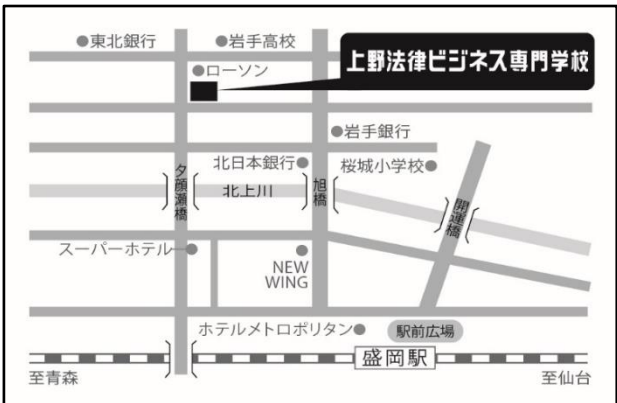 ●東北銀行
●岩手高校
上野法律ビジネス専門学校
●ローソン
●岩手銀行
北日本銀行●
桜城小学校●
夕顔瀬橋
北上川
旭橋
開運橋
スーパーホテル●
NEW
WING
ホテルメトロポリタン●
駅前広場
盛岡駅
至青森
至仙台